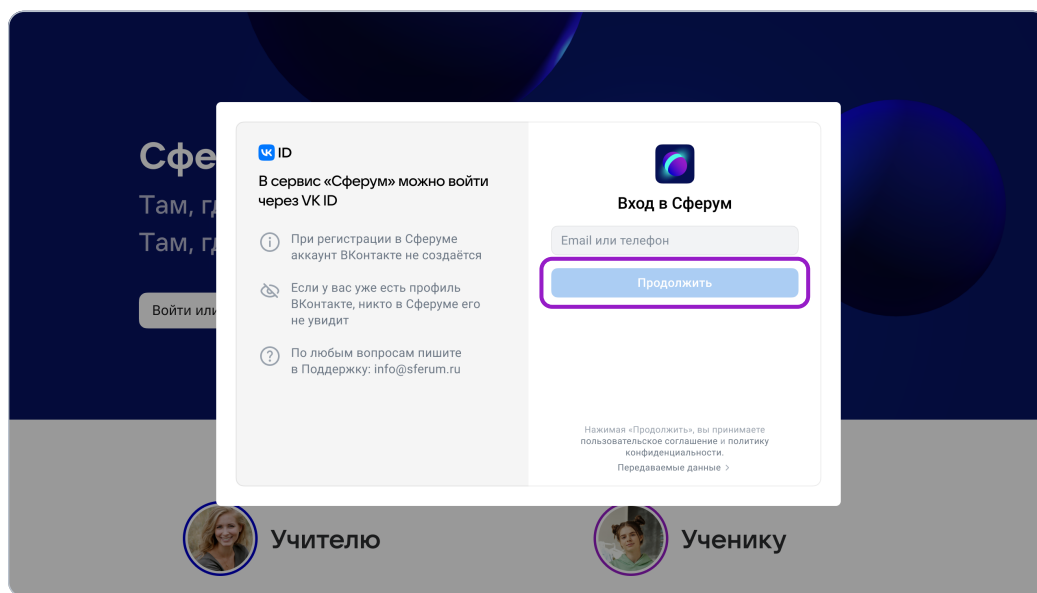 Сфе
Там, г
Там, г
Войти или
VK ID
В сервис «Сферум» можно войти
через VK ID
При регистрации в Сферуме
аккаунт ВКонтакте не создаётся
Если у вас уже есть профиль
ВКонтакте, никто в Сферуме его
не увидит
По любым вопросам пишите
в Поддержку: info@sferum.ru
Вход в Сферум
Email или телефон
Продолжить
Нажимая «Продолжить», вы принимаете
пользовательское соглашение и политику
конфиденциальности.
Передаваемые данные >
Учителю
Ученику